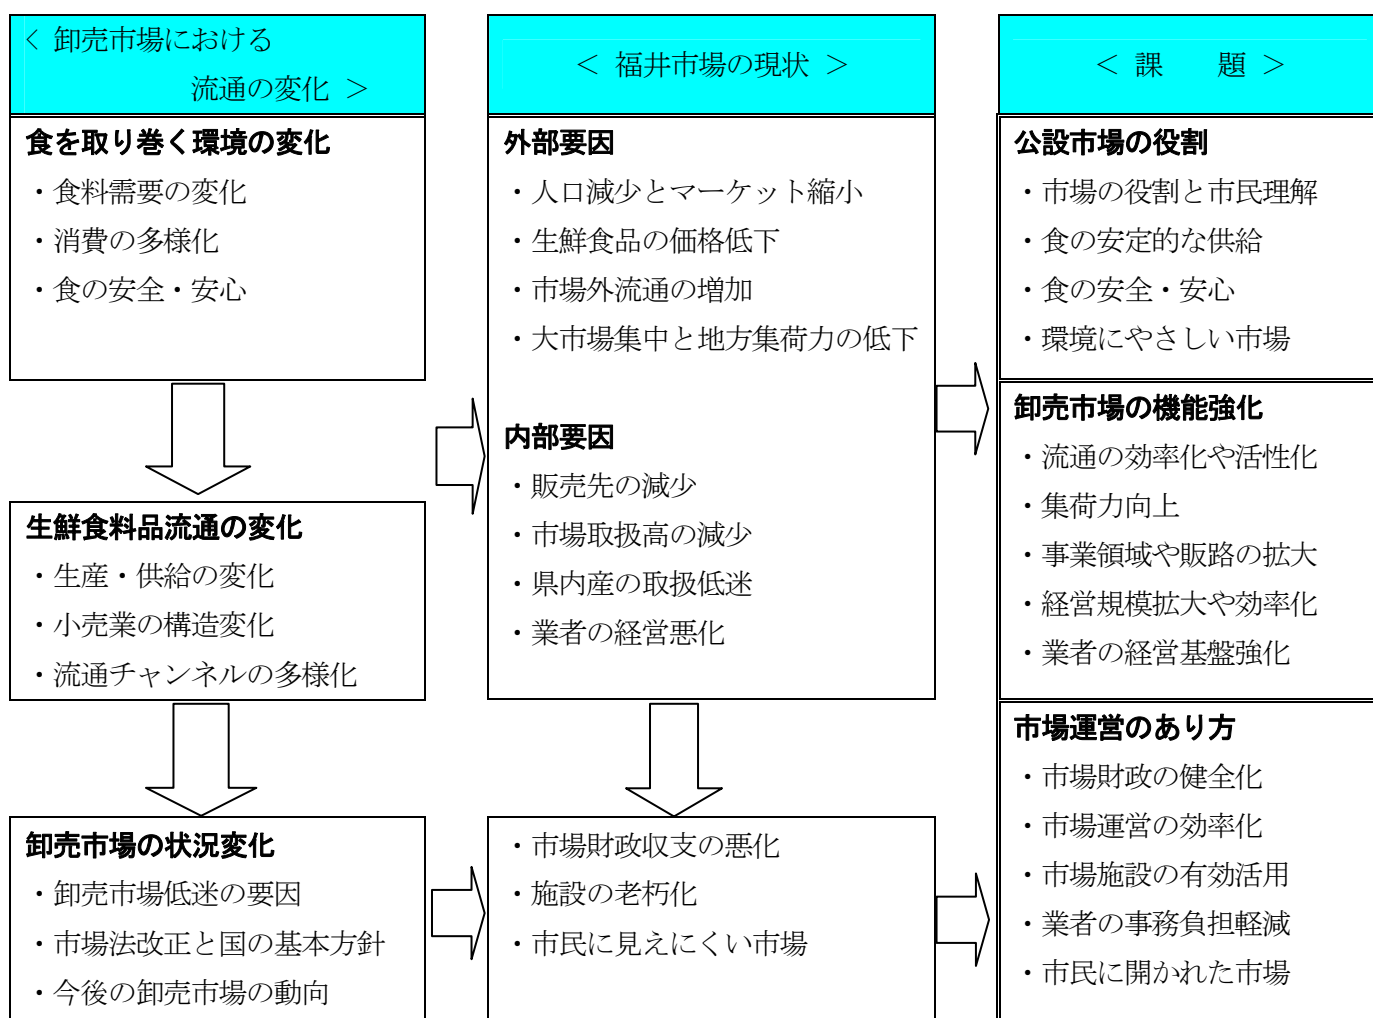 < 卸売市場における
流通の変化 >
食を取り巻く環境の変化
・食料需要の変化
・消費の多様化
・食の安全・安心
生鮮食料品流通の変化
・生産・供給の変化
・小売業の構造変化
・流通チャンネルの多様化
卸売市場の状況変化
・卸売市場低迷の要因
・市場法改正と国の基本方針
・今後の卸売市場の動向
< 福井市場の現状 >
外部要因
・人口減少とマーケット縮小
・生鮮食品の価格低下
・市場外流通の増加
・大市場集中と地方集荷力の低下
内部要因
・販売先の減少
・市場取扱高の減少
・県内産の取扱低迷
・業者の経営悪化
・市場財政収支の悪化
・施設の老朽化
・市民に見えにくい市場
< 課　題 >
公設市場の役割
・市場の役割と市民理解
・食の安定的な供給
・食の安全・安心
・環境にやさしい市場
卸売市場の機能強化
・流通の効率化や活性化
・集荷力向上
・事業領域や販路の拡大
・経営規模拡大や効率化
・業者の経営基盤強化
市場運営のあり方
・市場財政の健全化
・市場運営の効率化
・市場施設の有効活用
・業者の事務負担軽減
・市民に開かれた市場